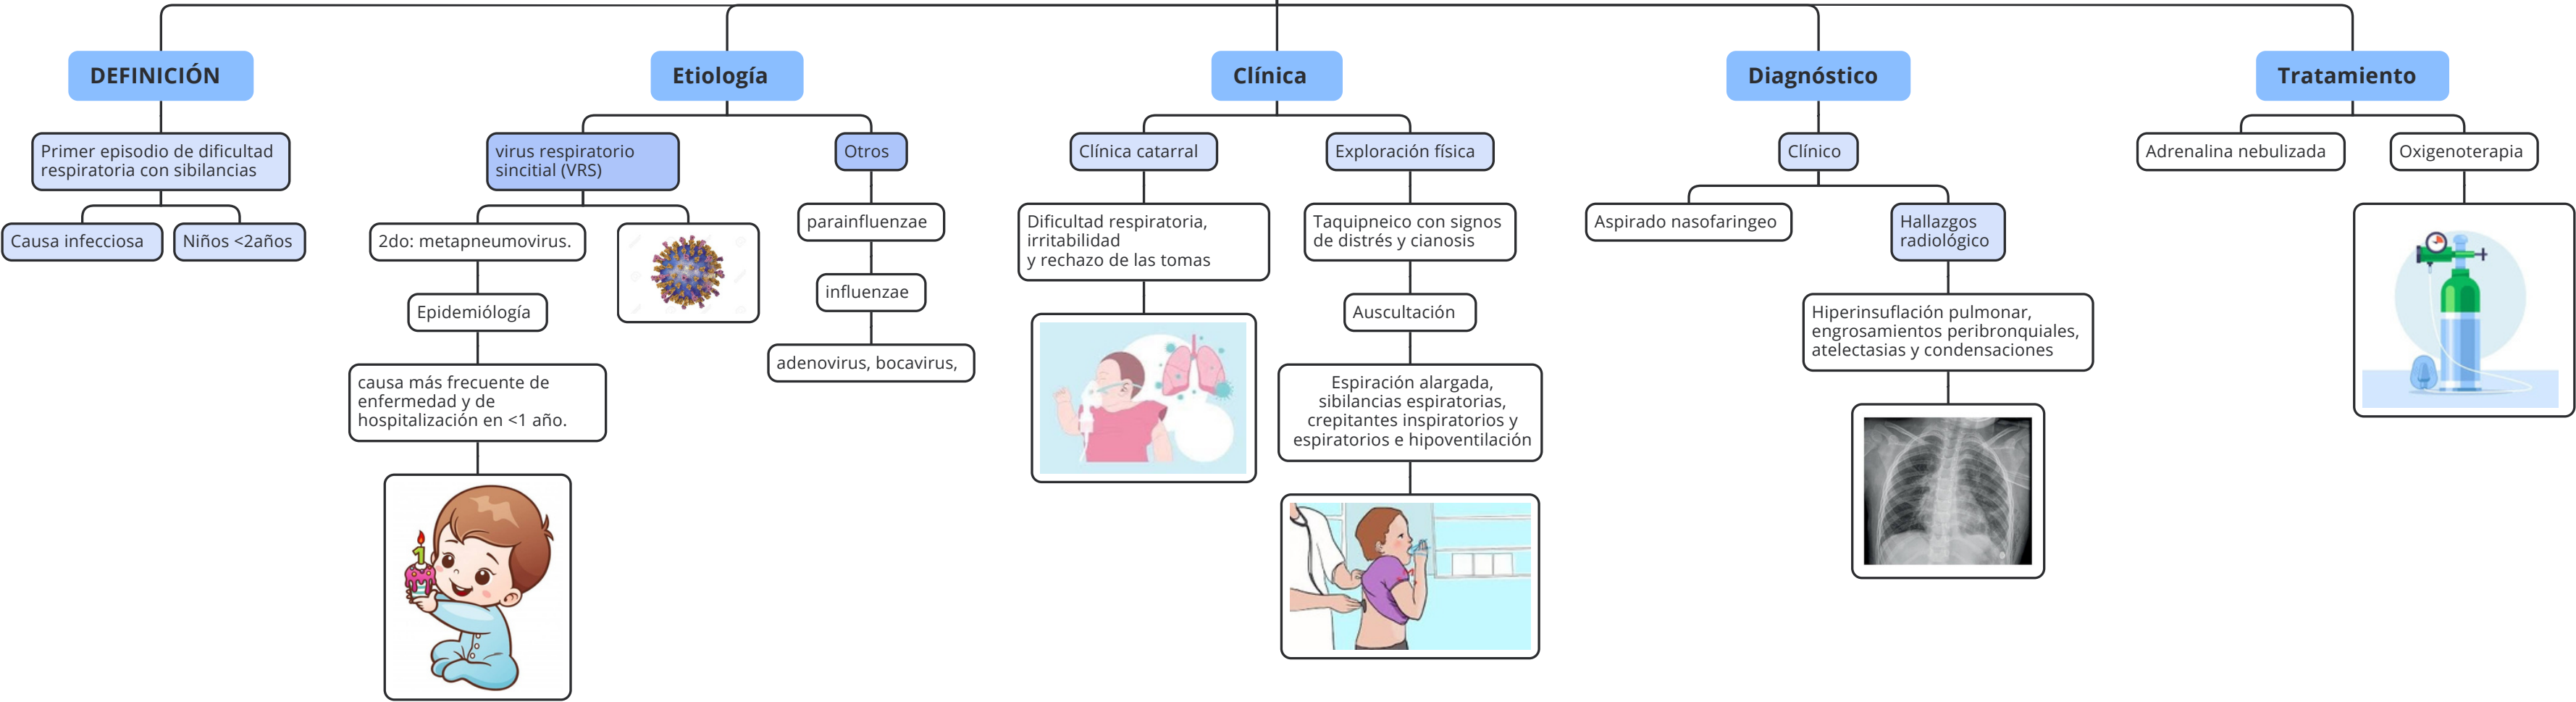 DEFINICIÓN
Primer episodio de dificultad
respiratoria con sibilancias
Causa infecciosa
Niños <2años
Etiología
virus respiratorio
sincitial (VRS)
2do: metapneumovirus.
Epidemiólogía
causa más frecuente de
enfermedad y de
hospitalización en <1 año.
1
Otros
parainfluenzae
influenzae
adenovirus, bocavirus,
Clínica
Clínica catarral
Dificultad respiratoria,
irritabilidad
y rechazo de las tomas
Exploración física
Taquipneico con signos
de distrés y cianosis
Auscultación
Espiración alargada,
sibilancias espiratorias,
crepitantes inspiratorios y
espiratorios e hipoventilación
Diagnóstico
Clínico
Aspirado nasofaringeo
Hallazgos
radiológico
Hiperinsuflación pulmonar,
engrosamientos peribronquiales,
atelectasias y condensaciones
Tratamiento
Adrenalina nebulizada
Oxigenoterapia